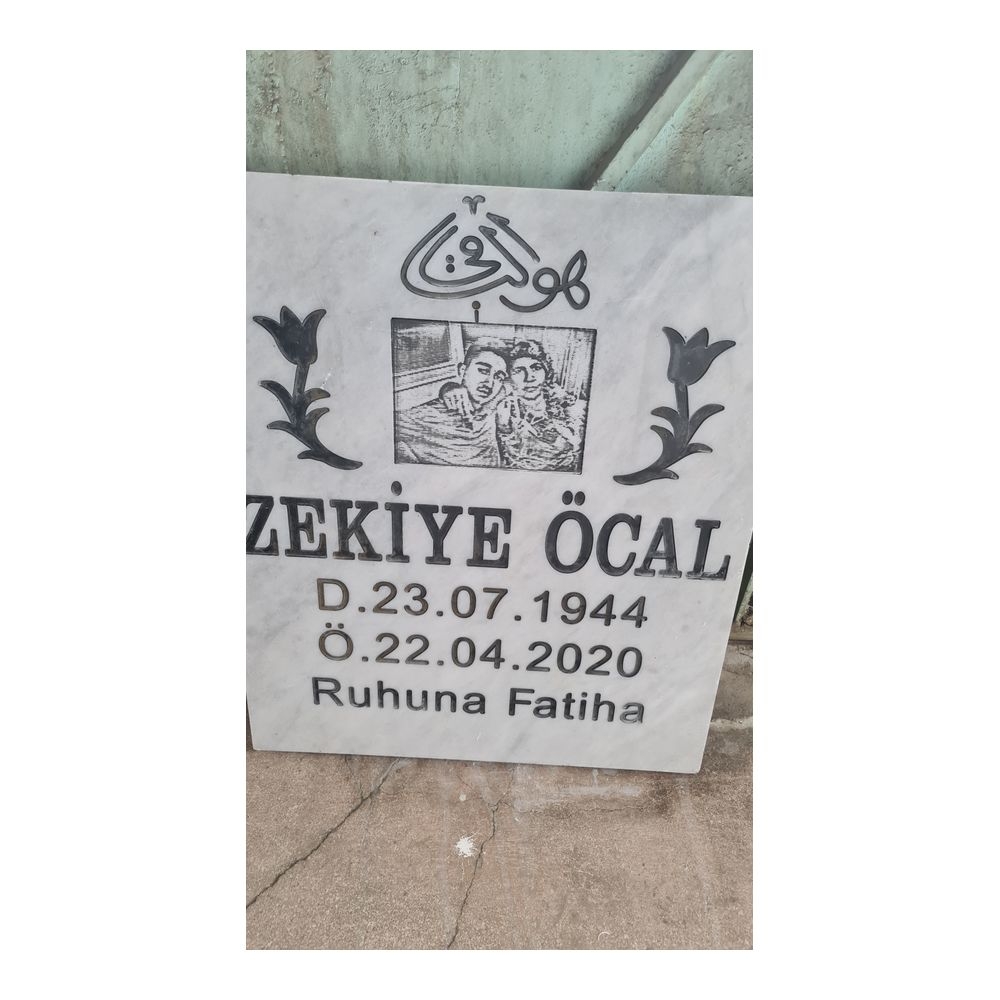 هو الباقي
ZEKİYE ÖCAL
D.23.07.1944
Ö.22.04.2020
Ruhuna Fatiha